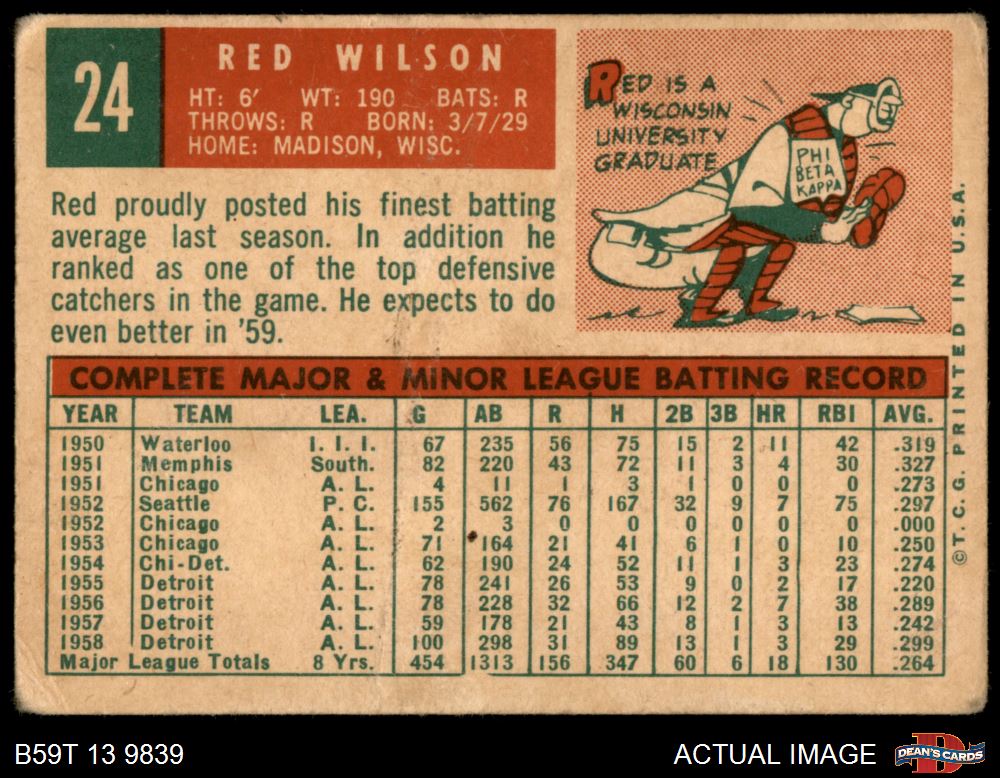 24
RED WILSON
HT: 6' WT: 190 BATS: R
THROWS: R BORN: 3/7/29
HOME: MADISON, WISC.
RED IS A
WISCONSIN
UNIVERSITY
GRADUATE
PHI
BETA
KAPPA
Red proudly posted his finest batting
average last season. In addition he
ranked as one of the top defensive
catchers in the game. He expects to do
even better in '59.
COMPLETE MAJOR & MINOR LEAGUE BATTING RECORD
YEAR TEAM LEA. G AB R H 2B 3B HR RBI AVG.
1950 Waterloo I. I. I. 67 235 56 75 15 2 11 42 .319
1951 Memphis South. 82 220 43 72 11 3 4 30 .327
1951 Chicago A. L. 4 11 1 3 1 0 0 0 .273
1952 Seattle P. C. 155 562 76 167 32 9 7 75 .297
1952 Chicago A. L. 2 3 0 0 0 0 0 0 .000
1953 Chicago A. L. 71 164 21 41 6 1 0 10 .250
1954 Chi-Det. A. L. 62 190 24 52 11 1 3 23 .274
1955 Detroit A. L. 78 241 26 53 9 0 2 17 .220
1956 Detroit A. L. 78 228 32 66 12 2 7 38 .289
1957 Detroit A. L. 59 178 21 43 8 1 3 13 .242
1958 Detroit A. L. 100 298 31 89 13 1 3 29 .299
Major League Totals 8 Yrs. 454 1313 156 347 60 6 18 130 .264
©T. C. G. PRINTED IN U.S.A.
B59T 13 9839
ACTUAL IMAGE
DEAN'S CARDS